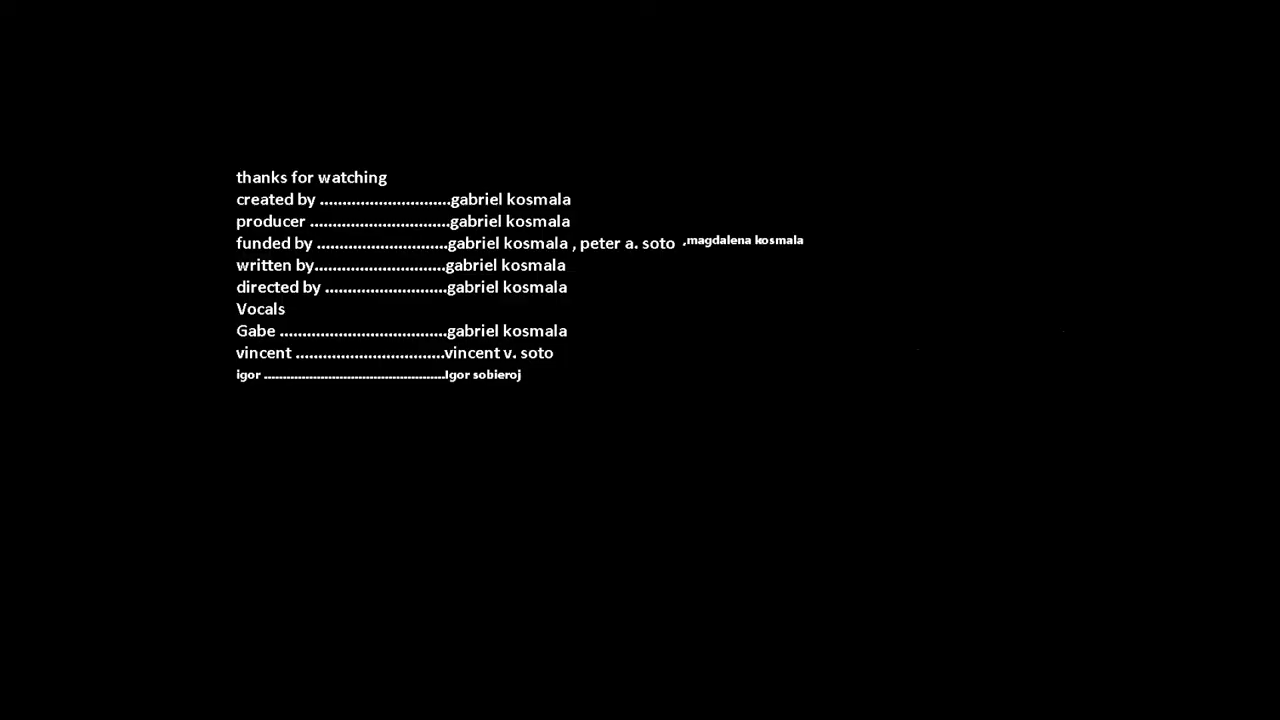 thanks for watching
created by .............................gabriel kosmala
producer ...............................gabriel kosmala
funded by .............................gabriel kosmala , peter a. soto ,magdalena kosmala
written by.............................gabriel kosmala
directed by ...........................gabriel kosmala
Vocals
Gabe .....................................gabriel kosmala
vincent .................................vincent v. soto
igor ..................................................Igor sobieroj